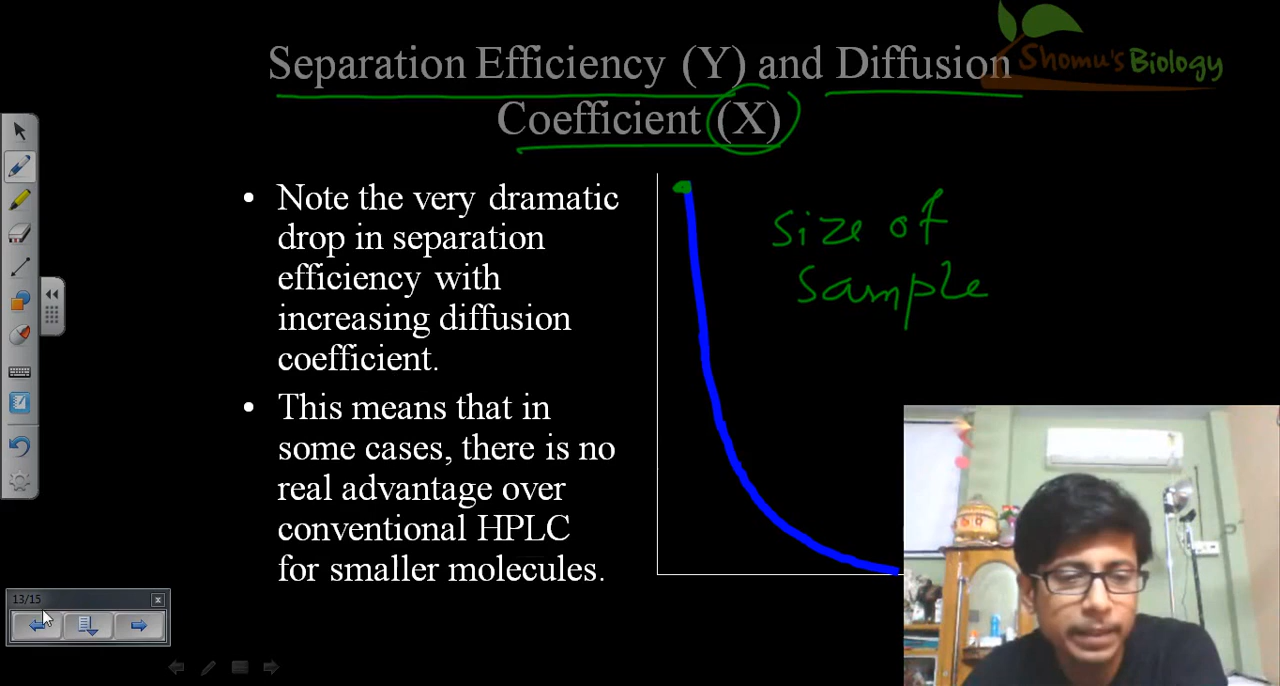 Separation Efficiency (Y) and Diffusion
Coefficient (X)
Shomu's Biology
• Note the very dramatic
drop in separation
efficiency with
increasing diffusion
coefficient.
• This means that in
some cases, there is no
real advantage over
conventional HPLC
for smaller molecules.
Size of
Sample
13/15